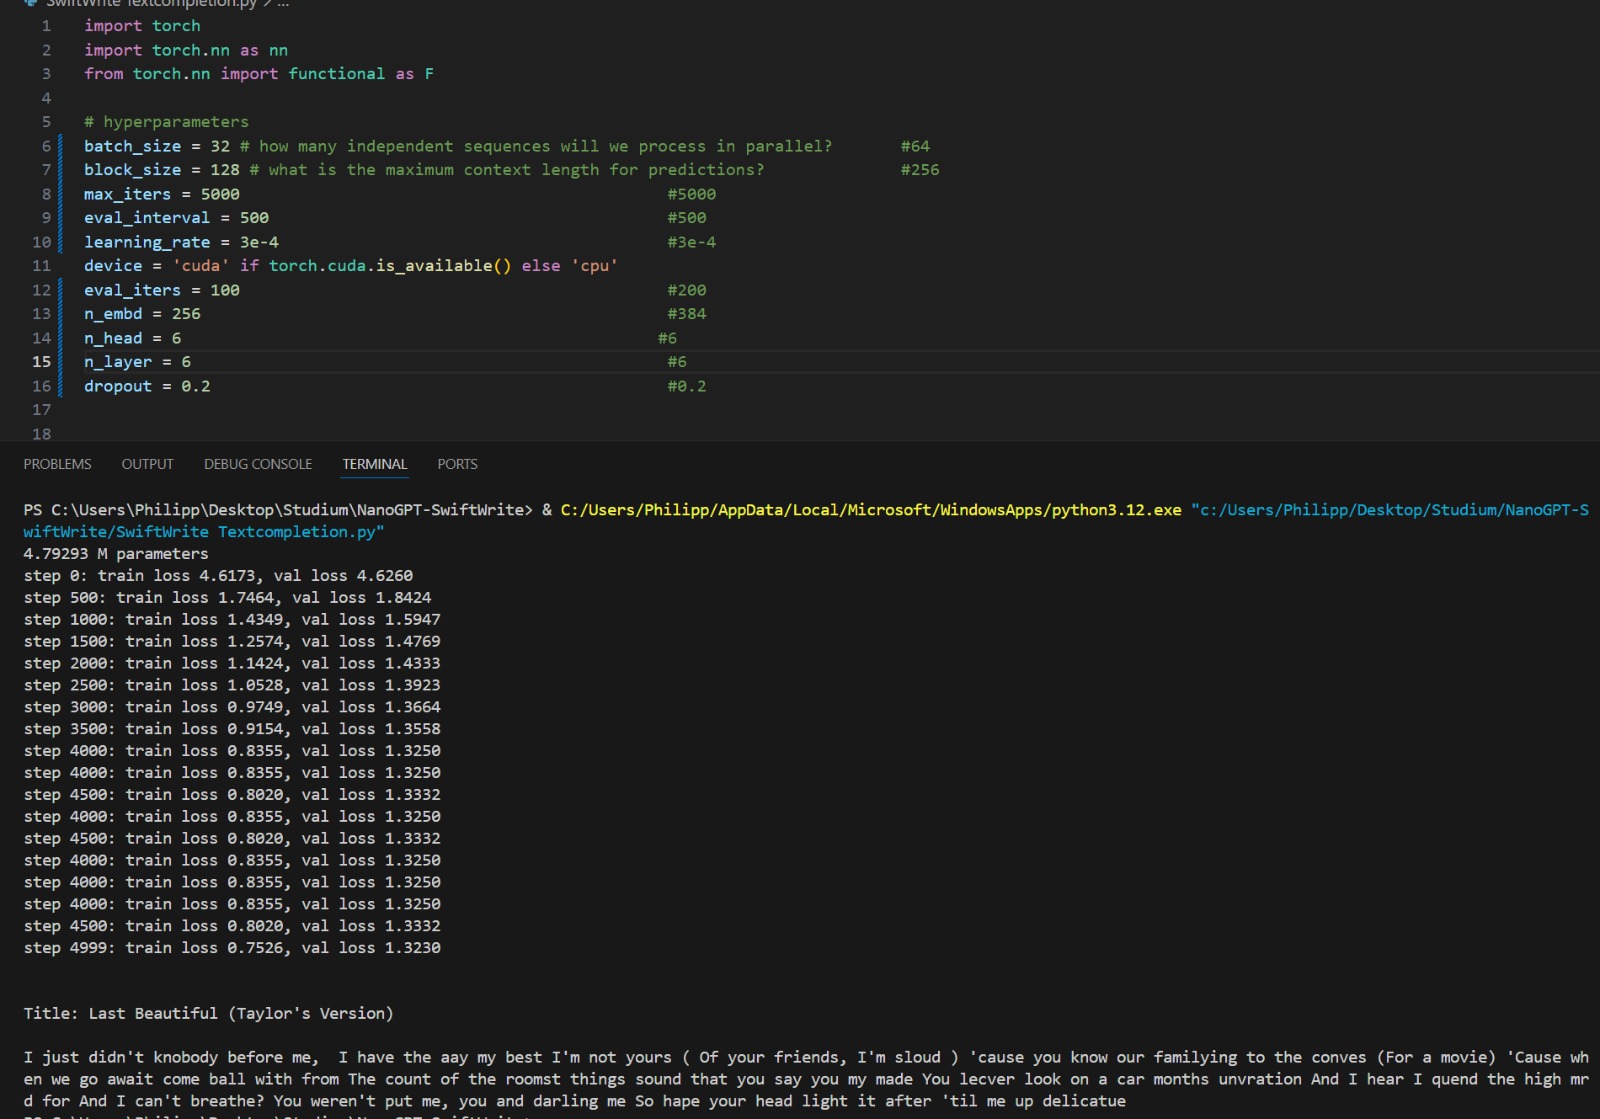 SwiftWrite Textcompletion.py > ...
1 import torch
2 import torch.nn as nn
3 from torch.nn import functional as F
4
5 # hyperparameters
6 batch_size = 32 # how many independent sequences will we process in parallel? #64
7 block_size = 128 # what is the maximum context length for predictions? #256
8 max_iters = 5000 #5000
9 eval_interval = 500 #500
10 learning_rate = 3e-4 #3e-4
11 device = 'cuda' if torch.cuda.is_available() else 'cpu'
12 eval_iters = 100 #200
13 n_embd = 256 #384
14 n_head = 6 #6
15 n_layer = 6 #6
16 dropout = 0.2 #0.2
17
18
PROBLEMS OUTPUT DEBUG CONSOLE TERMINAL PORTS
PS C:\Users\Philipp\Desktop\Studium\NanoGPT-SwiftWrite> & C:/Users/Philipp/AppData/Local/Microsoft/WindowsApps/python3.12.exe "c:/Users/Philipp/Desktop/Studium/NanoGPT-S
wiftWrite/SwiftWrite Textcompletion.py"
4.79293 M parameters
step 0: train loss 4.6173, val loss 4.6260
step 500: train loss 1.7464, val loss 1.8424
step 1000: train loss 1.4349, val loss 1.5947
step 1500: train loss 1.2574, val loss 1.4769
step 2000: train loss 1.1424, val loss 1.4333
step 2500: train loss 1.0528, val loss 1.3923
step 3000: train loss 0.9749, val loss 1.3664
step 3500: train loss 0.9154, val loss 1.3558
step 4000: train loss 0.8355, val loss 1.3250
step 4000: train loss 0.8355, val loss 1.3250
step 4500: train loss 0.8020, val loss 1.3332
step 4000: train loss 0.8355, val loss 1.3250
step 4500: train loss 0.8020, val loss 1.3332
step 4000: train loss 0.8355, val loss 1.3250
step 4000: train loss 0.8355, val loss 1.3250
step 4000: train loss 0.8355, val loss 1.3250
step 4500: train loss 0.8020, val loss 1.3332
step 4999: train loss 0.7526, val loss 1.3230
Title: Last Beautiful (Taylor's Version)
I just didn't knobody before me,  I have the aay my best I'm not yours ( Of your friends, I'm sloud ) 'cause you know our familying to the conves (For a movie) 'Cause wh
en we go await come ball with from The count of the roomst things sound that you say you my made You lecver look on a car months unvration And I hear I quend the high mr
d for And I can't breathe? You weren't put me, you and darling me So hape your head light it after 'til me up delicatue
PS C:\Users\Philipp\Desktop\Studium\NanoGPT-SwiftWrite>